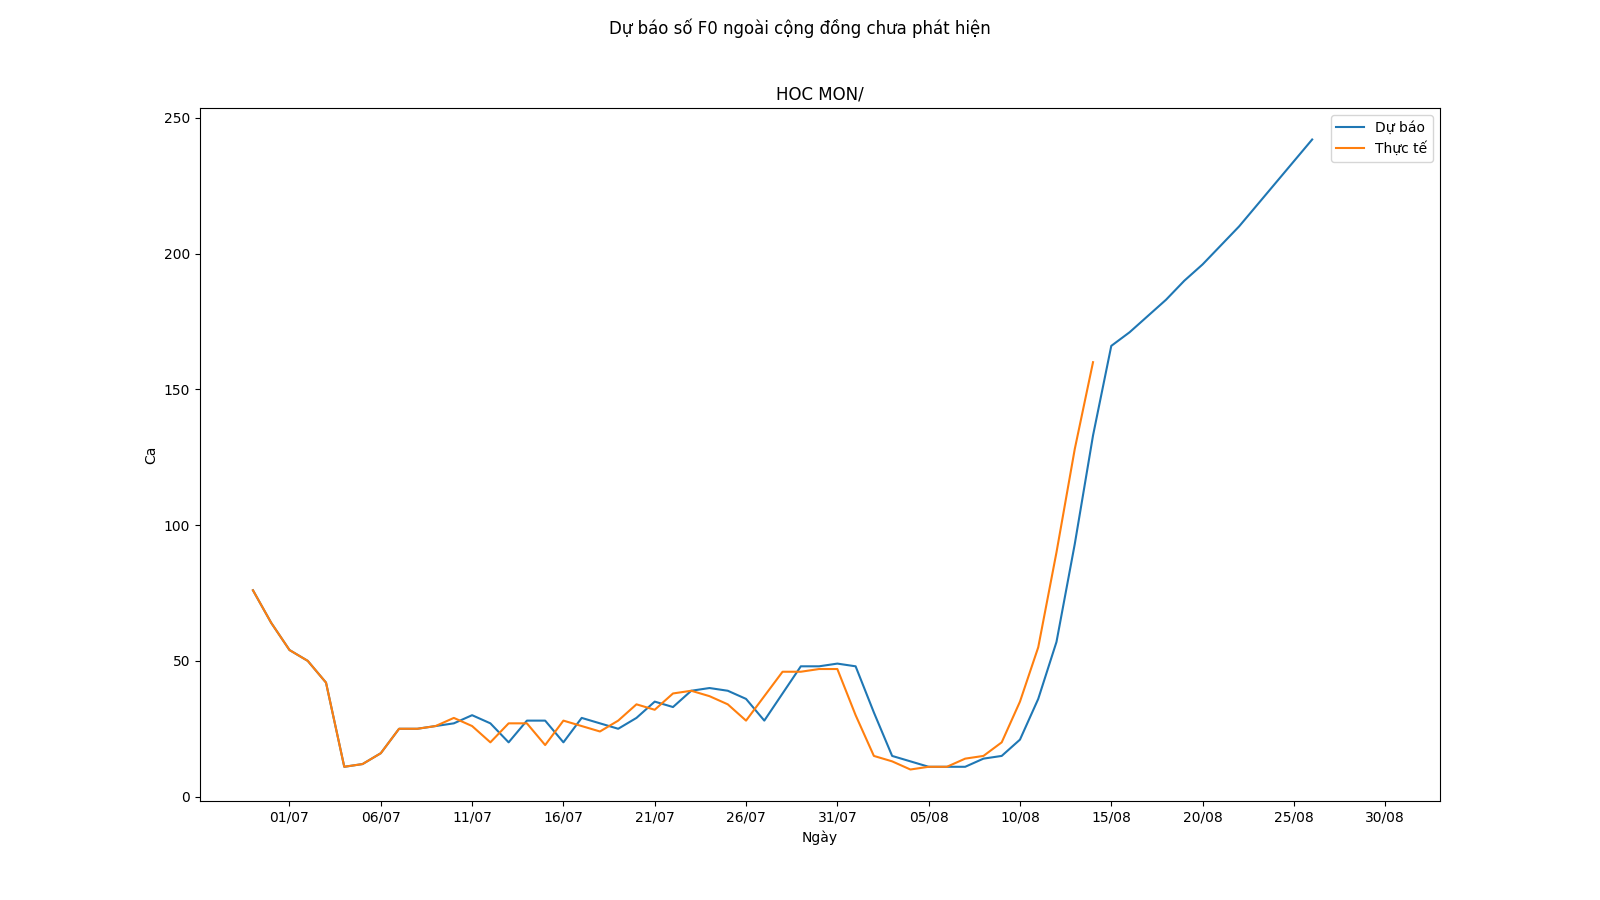 Dự báo số F0 ngoài cộng đồng chưa phát hiện
HOC MON/
Dự báo
Thực tế
250
200
150
100
50
0
Ca
01/07 06/07 11/07 16/07 21/07 26/07 31/07 05/08 10/08 15/08 20/08 25/08 30/08
Ngày